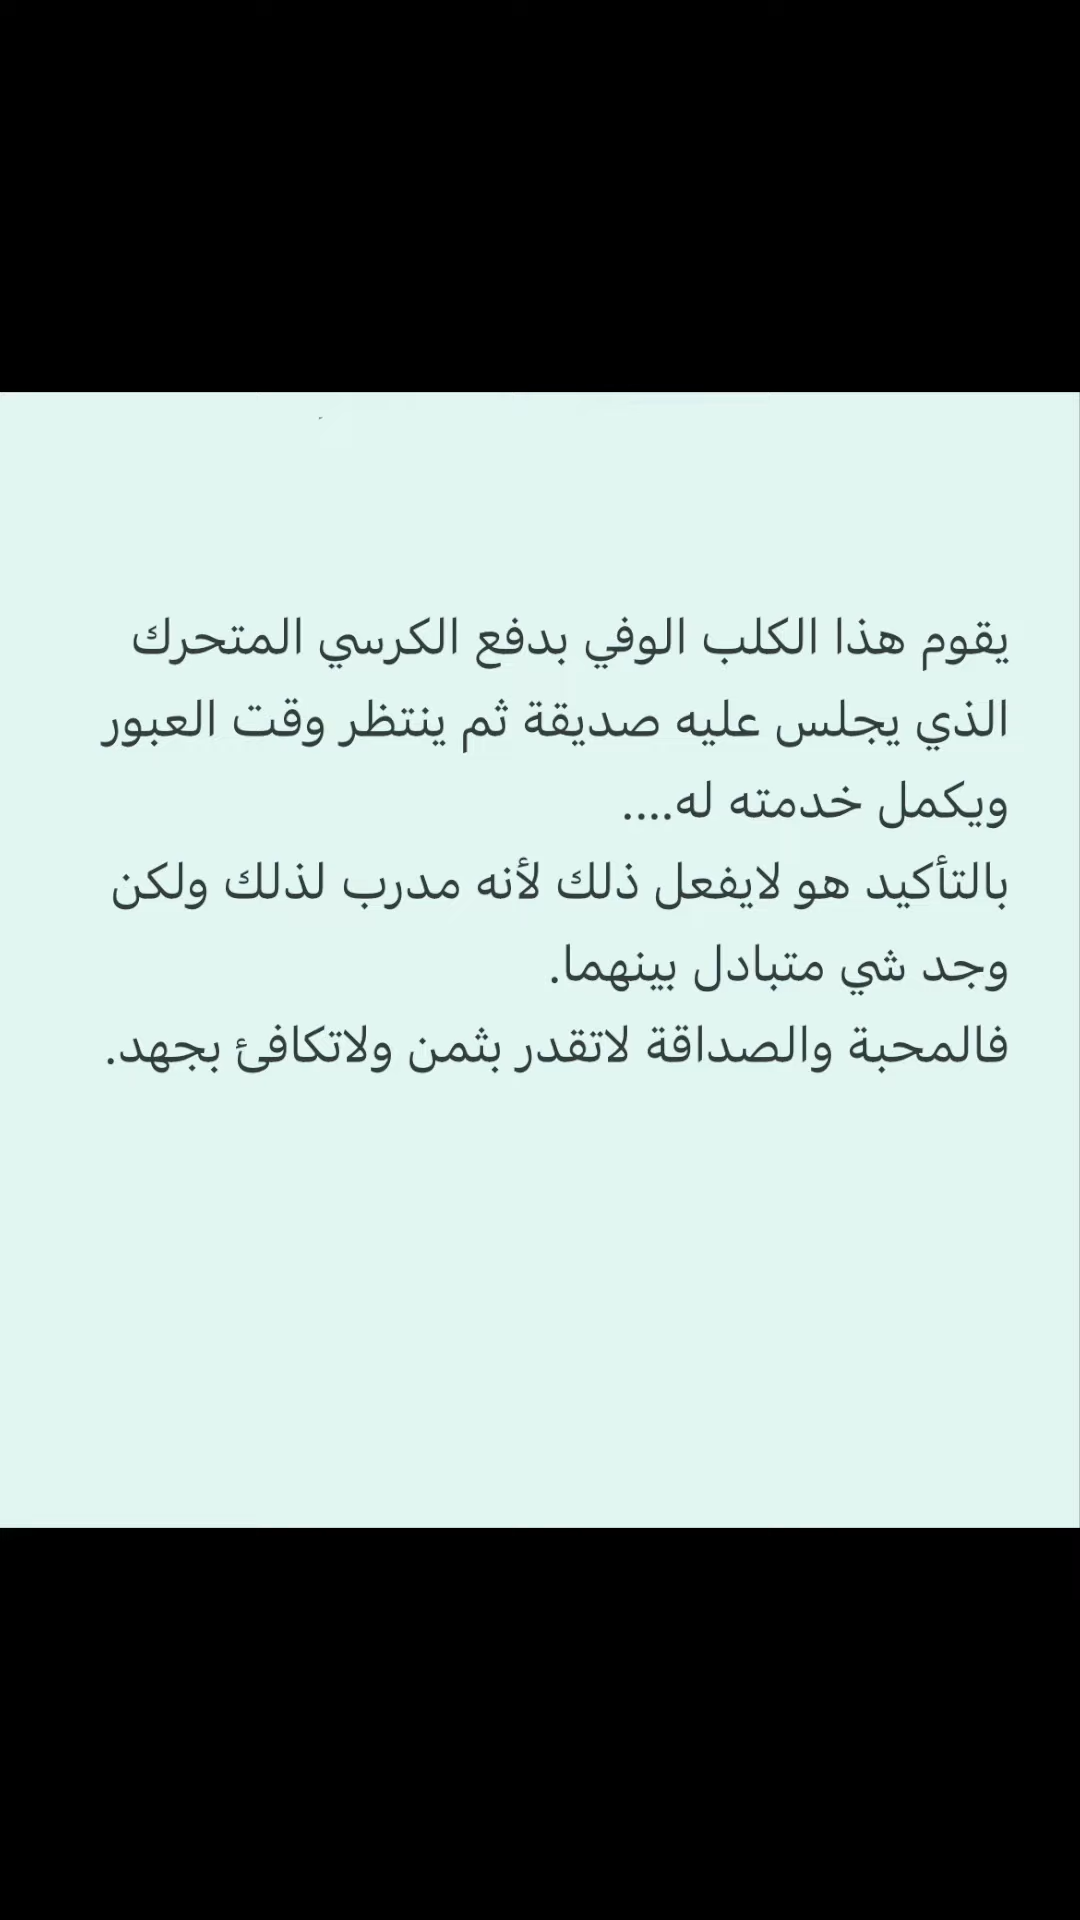 يقوم هذا الكلب الوفي بدفع الكرسي المتحرك
الذي يجلس عليه صديقة ثم ينتظر وقت العبور
ويكمل خدمته له....
بالتأكيد هو لايفعل ذلك لأنه مدرب لذلك ولكن
وجد شي متبادل بينهما.
فالمحبة والصداقة لاتقدر بثمن ولاتكافئ بجهد.